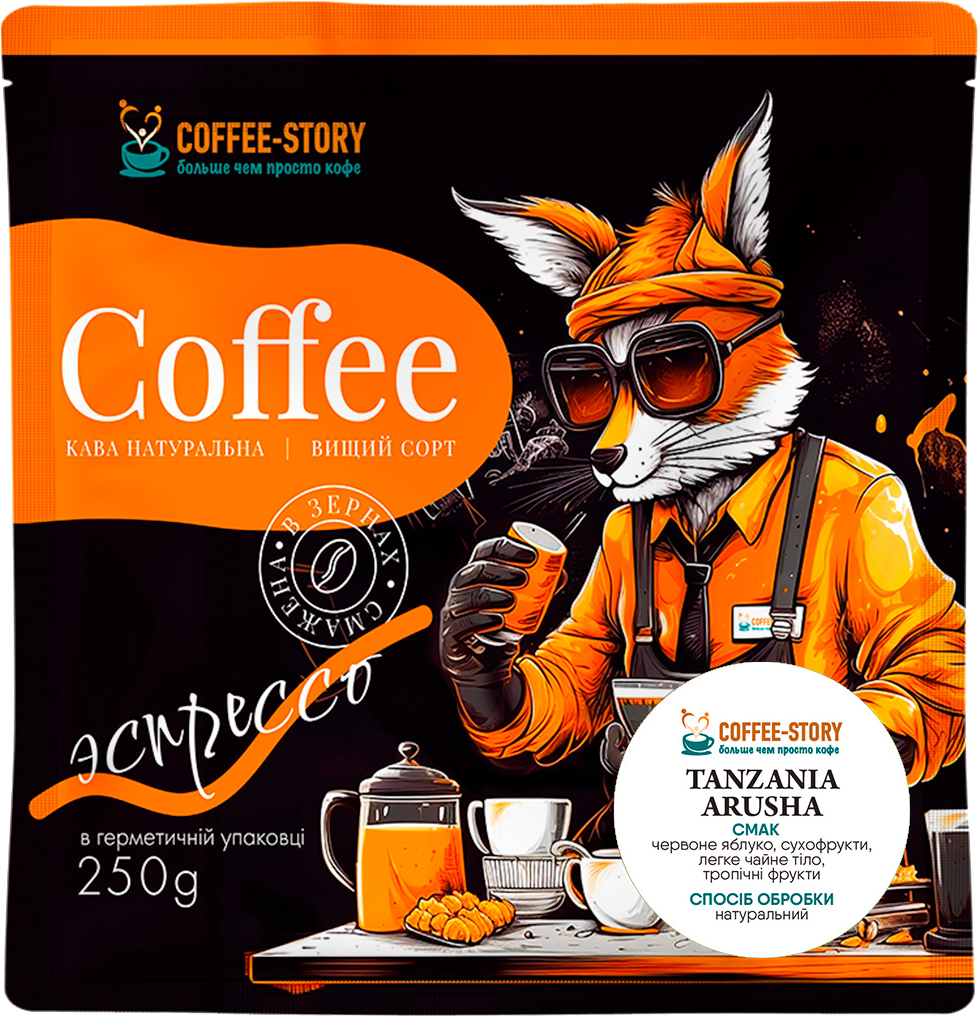 COFFEE-STORY
больше чем просто кофе
Coffee
КАВА НАТУРАЛЬНА | ВИЩИЙ СОРТ
В ЗЕРНАХ • СМАЖЕНА •
эспрессо
в герметичній упаковці
250g
COFFEE-STORY
больше чем просто кофе
TANZANIA
ARUSHA
СМАК
червоне яблуко, сухофрукти,
легке чайне тіло,
тропічні фрукти
СПОСІБ ОБРОБКИ
натуральний